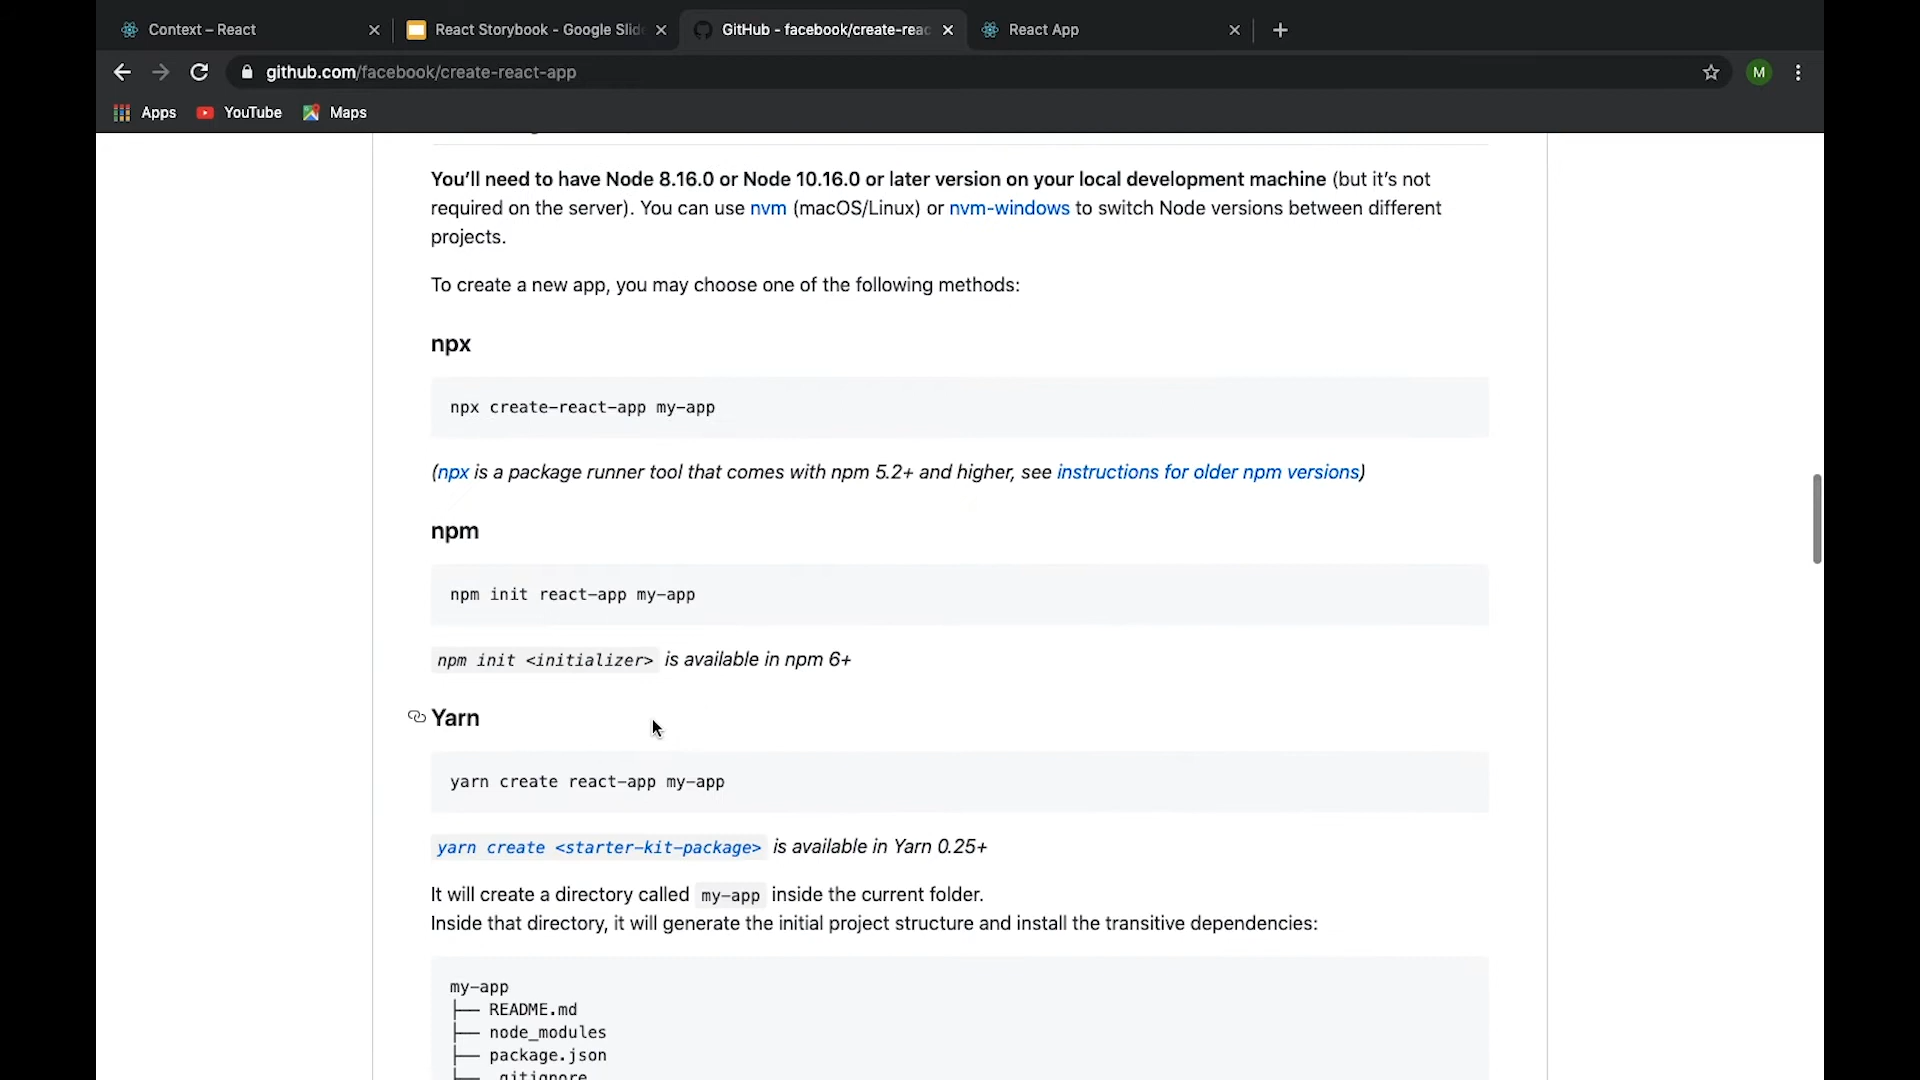 Context – React
React Storybook - Google Slide
GitHub - facebook/create-reac
React App
github.com/facebook/create-react-app
M
Apps
YouTube
Maps
You'll need to have Node 8.16.0 or Node 10.16.0 or later version on your local development machine (but it's not
required on the server). You can use nvm (macOS/Linux) or nvm-windows to switch Node versions between different
projects.
To create a new app, you may choose one of the following methods:
npx
npx create-react-app my-app
(npx is a package runner tool that comes with npm 5.2+ and higher, see instructions for older npm versions)
npm
npm init react-app my-app
npm init <initializer> is available in npm 6+
Yarn
yarn create react-app my-app
yarn create <starter-kit-package> is available in Yarn 0.25+
It will create a directory called my-app inside the current folder.
Inside that directory, it will generate the initial project structure and install the transitive dependencies:
my-app
├── README.md
├── node_modules
├── package.json
├── .gitignore